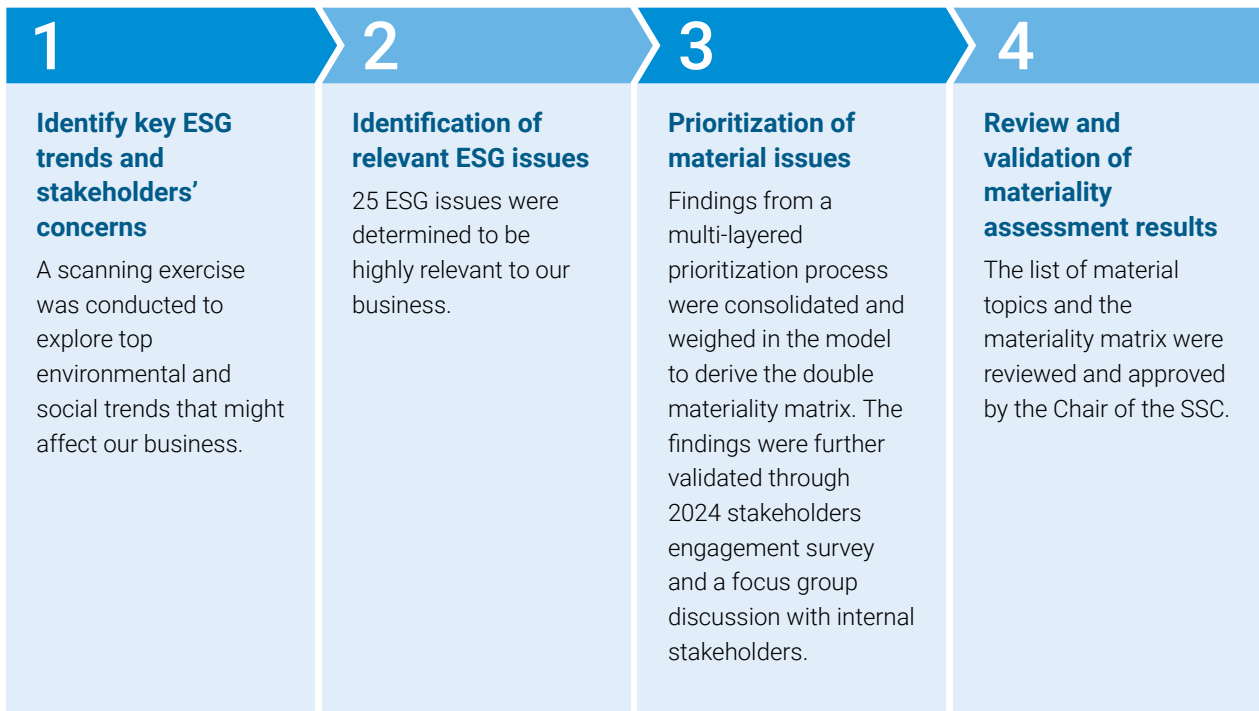 1
Identify key ESG
trends and
stakeholders’
concerns
A scanning exercise
was conducted to
explore top
environmental and
social trends that might
affect our business.
2
Identification of
relevant ESG issues
25 ESG issues were
determined to be
highly relevant to our
business.
3
Prioritization of
material issues
Findings from a
multi-layered
prioritization process
were consolidated and
weighed in the model
to derive the double
materiality matrix. The
findings were further
validated through
2024 stakeholders
engagement survey
and a focus group
discussion with internal
stakeholders.
4
Review and
validation of
materiality
assessment results
The list of material
topics and the
materiality matrix were
reviewed and approved
by the Chair of the SSC.